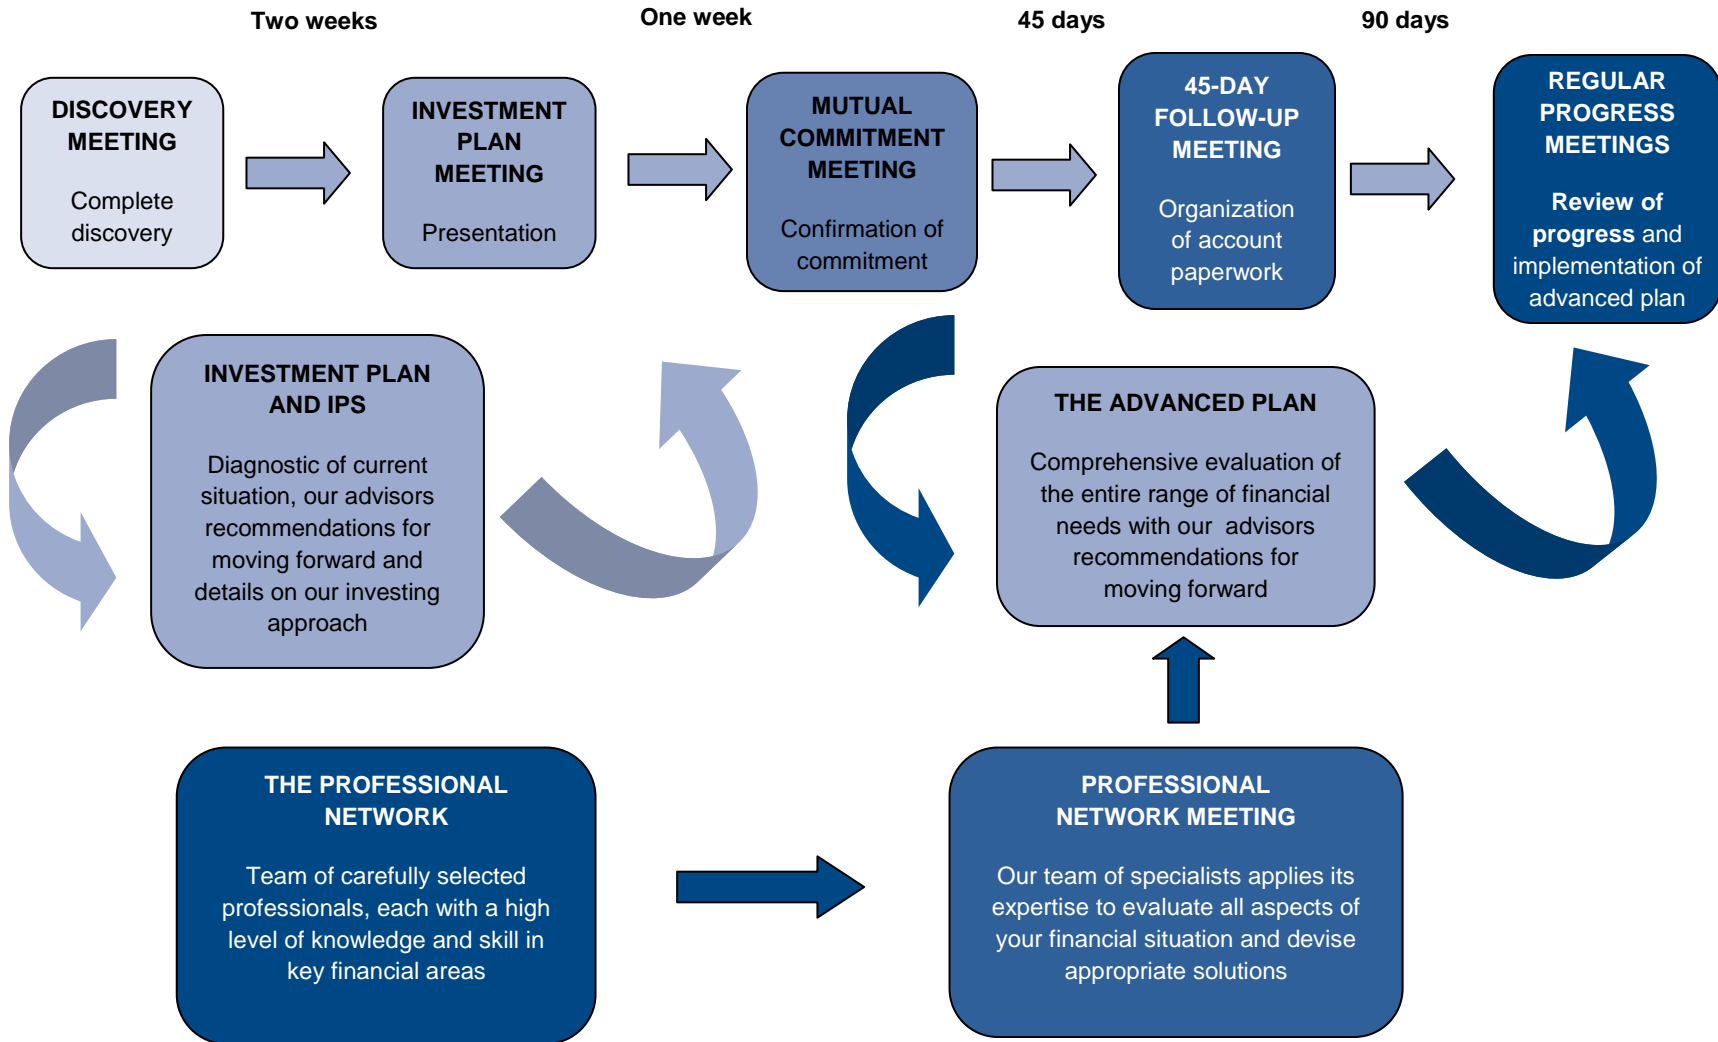 Two weeks
One week
45 days
90 days
DISCOVERY
MEETING
Complete
discovery
INVESTMENT
PLAN
MEETING
Presentation
MUTUAL
COMMITMENT
MEETING
Confirmation of
commitment
45-DAY
FOLLOW-UP
MEETING
Organization
of account
paperwork
REGULAR
PROGRESS
MEETINGS
Review of
progress and
implementation of
advanced plan
INVESTMENT PLAN
AND IPS
Diagnostic of current
situation, our advisors
recommendations for
moving forward and
details on our investing
approach
THE ADVANCED PLAN
Comprehensive evaluation of
the entire range of financial
needs with our advisors
recommendations for
moving forward
THE PROFESSIONAL
NETWORK
Team of carefully selected
professionals, each with a high
level of knowledge and skill in
key financial areas
PROFESSIONAL
NETWORK MEETING
Our team of specialists applies its
expertise to evaluate all aspects of
your financial situation and devise
appropriate solutions